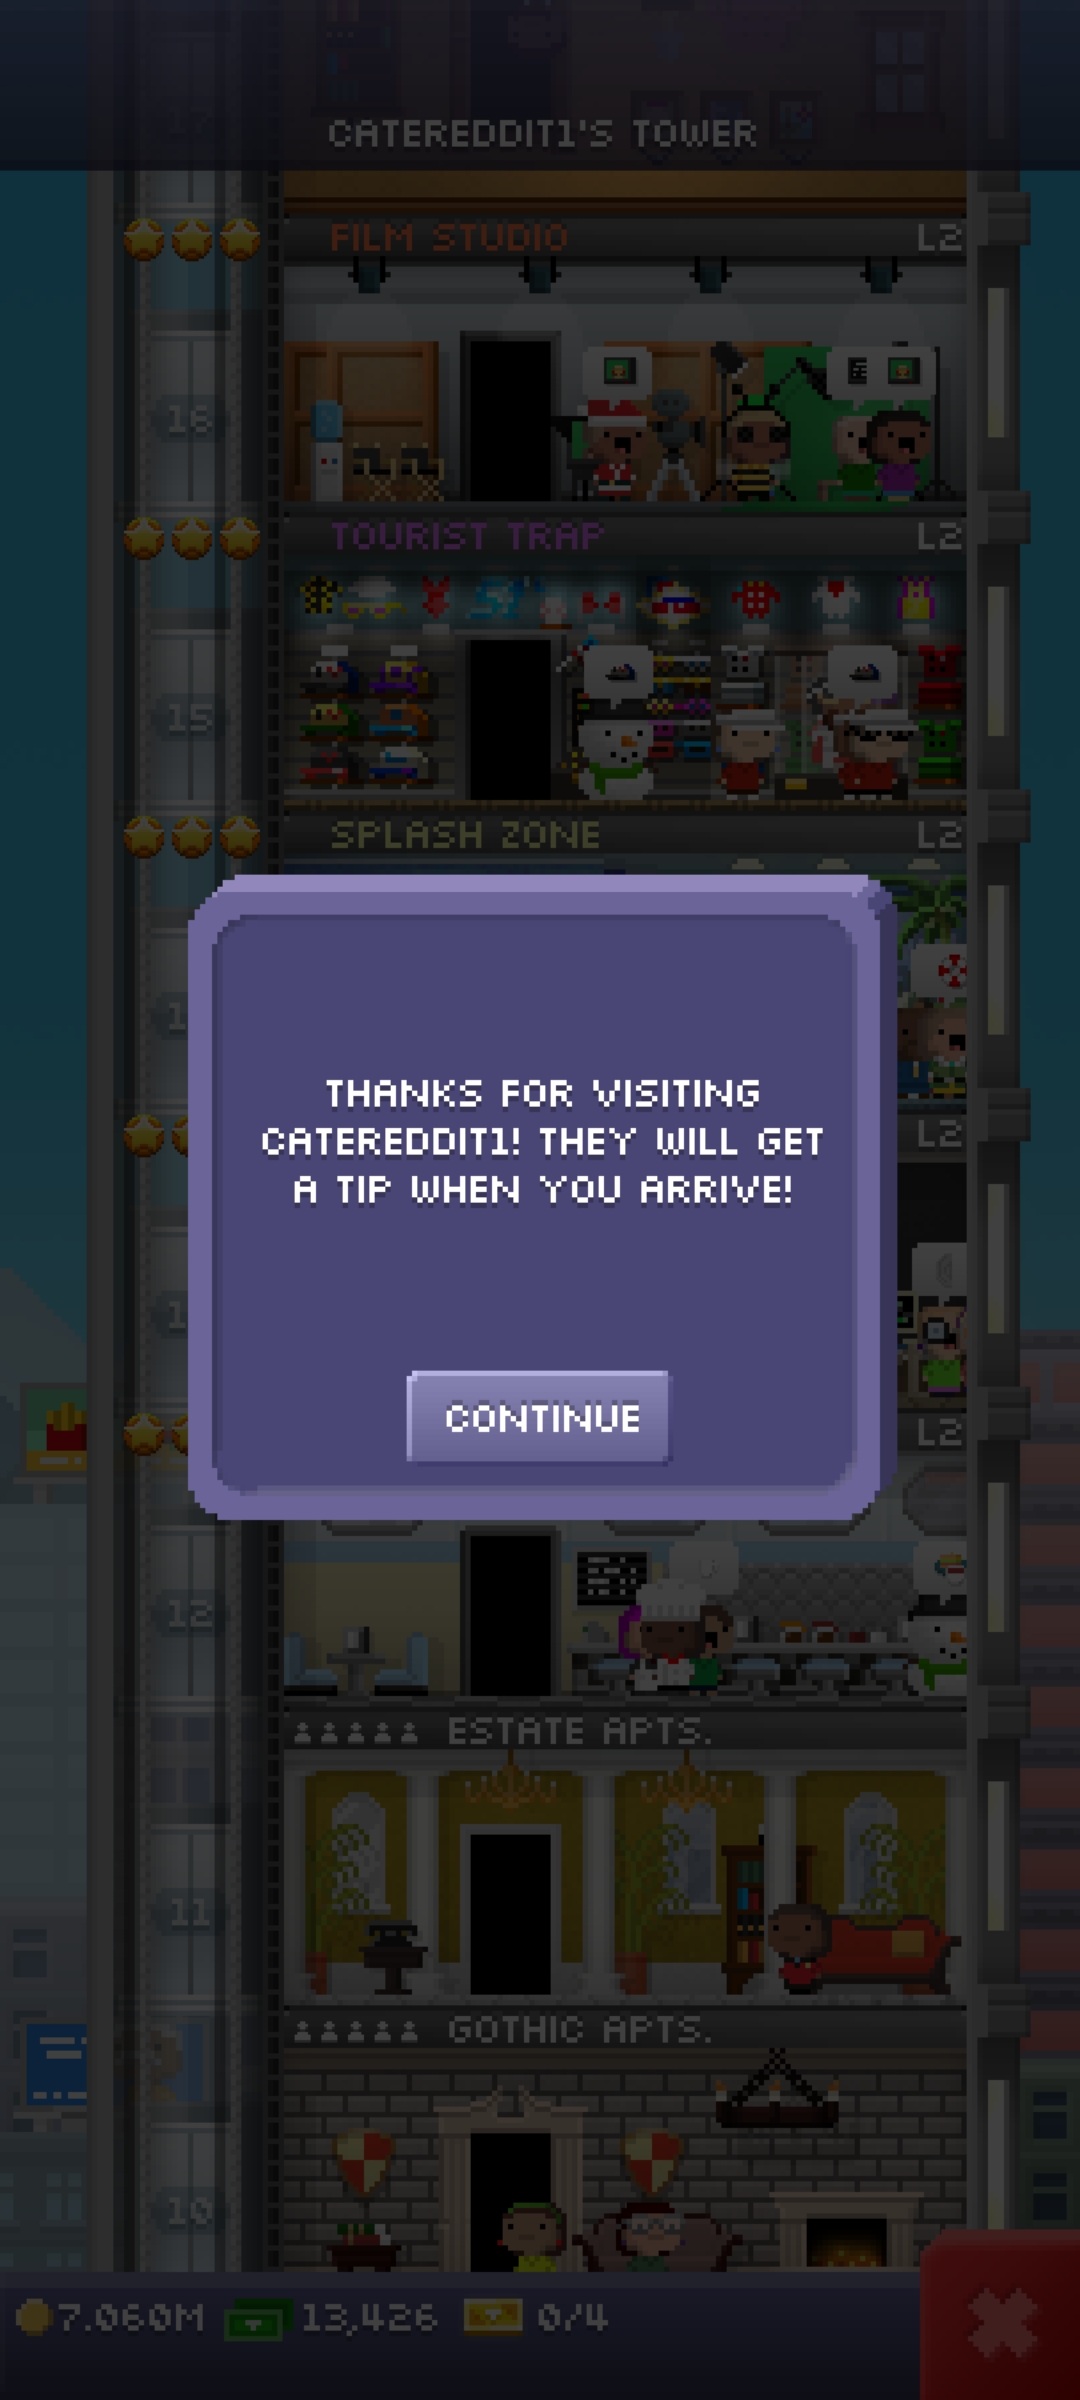 CATEREDDIT1'S TOWER
FILM STUDIO L2
16
TOURIST TRAP L2
15
SPLASH ZONE L2
L2
L2
THANKS FOR VISITING
CATEREDDIT1! THEY WILL GET
A TIP WHEN YOU ARRIVE!
CONTINUE
12
ESTATE APTS.
11
GOTHIC APTS.
10
7.060M 13,426 0/4